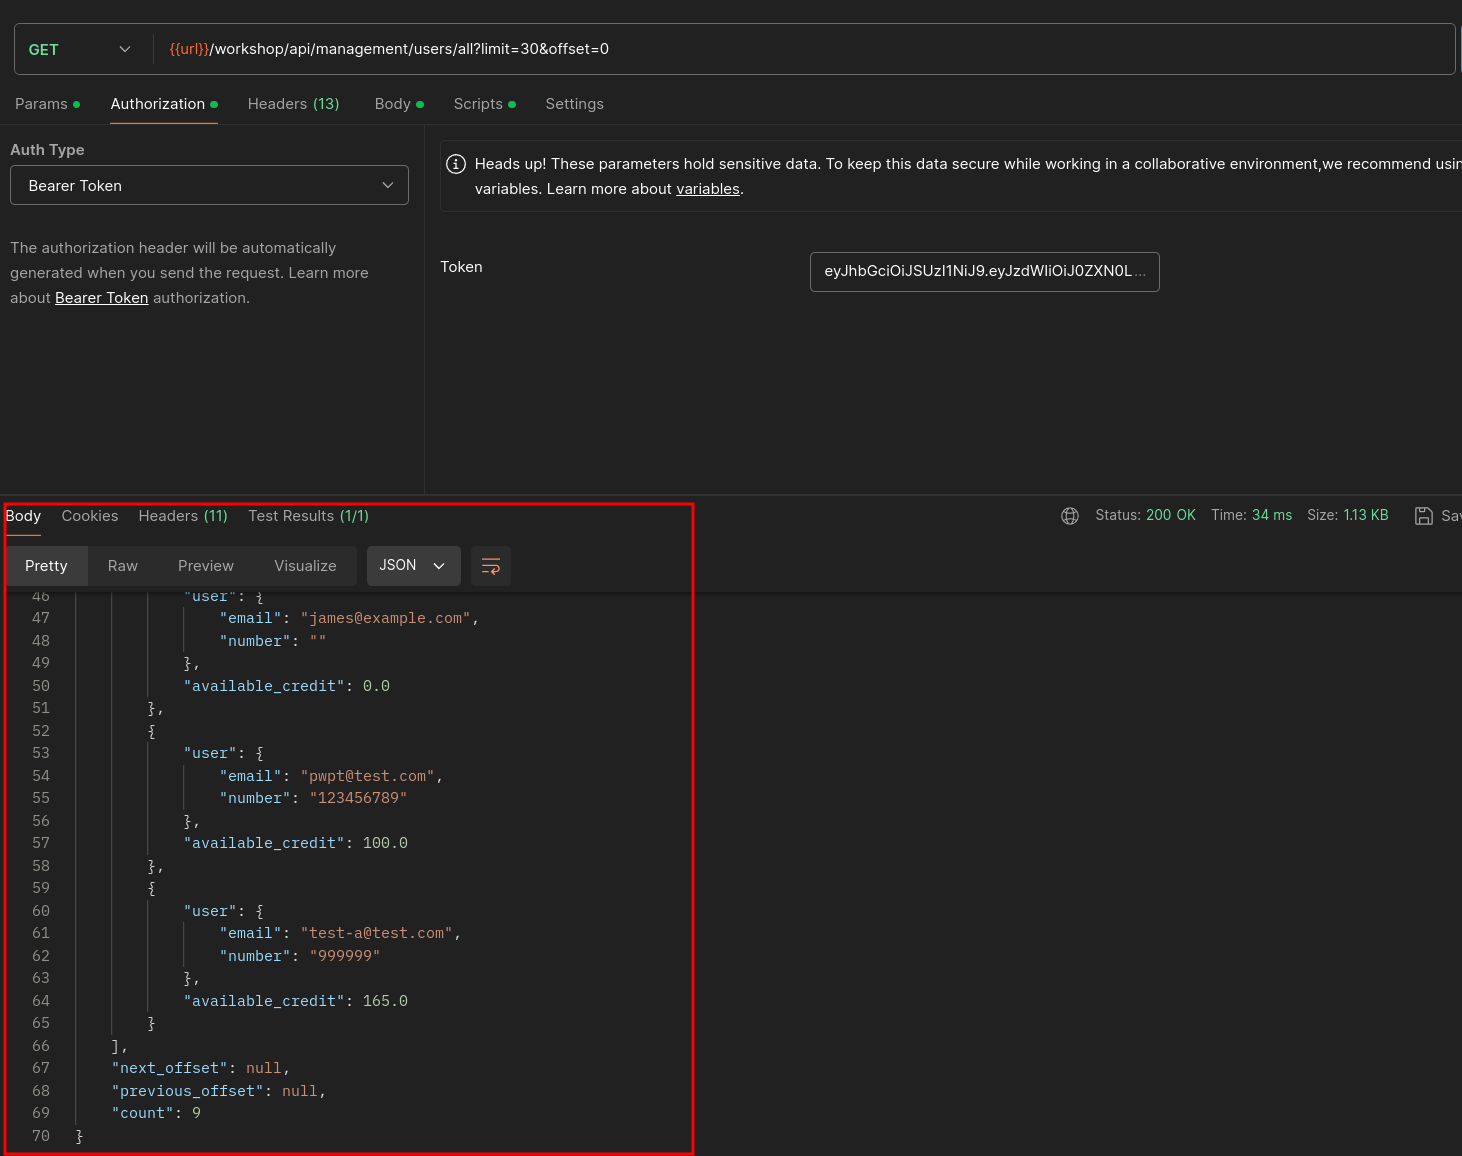 GET {{url}}/workshop/api/management/users/all?limit=30&offset=0
Params Authorization Headers (13) Body Scripts Settings
Auth Type
Bearer Token
The authorization header will be automatically
generated when you send the request. Learn more
about Bearer Token authorization.
Heads up! These parameters hold sensitive data. To keep this data secure while working in a collaborative environment,we recommend usin
variables. Learn more about variables.
Token eyJhbGciOiJSUzI1NiJ9.eyJzdWIiOiJ0ZXN0L...
Body Cookies Headers (11) Test Results (1/1) Status: 200 OK Time: 34 ms Size: 1.13 KB Sav
Pretty Raw Preview Visualize JSON
46 "user": {
47 "email": "james@example.com",
48 "number": ""
49 },
50 "available_credit": 0.0
51 },
52 {
53 "user": {
54 "email": "pwpt@test.com",
55 "number": "123456789"
56 },
57 "available_credit": 100.0
58 },
59 {
60 "user": {
61 "email": "test-a@test.com",
62 "number": "999999"
63 },
64 "available_credit": 165.0
65 }
66 ],
67 "next_offset": null,
68 "previous_offset": null,
69 "count": 9
70 }